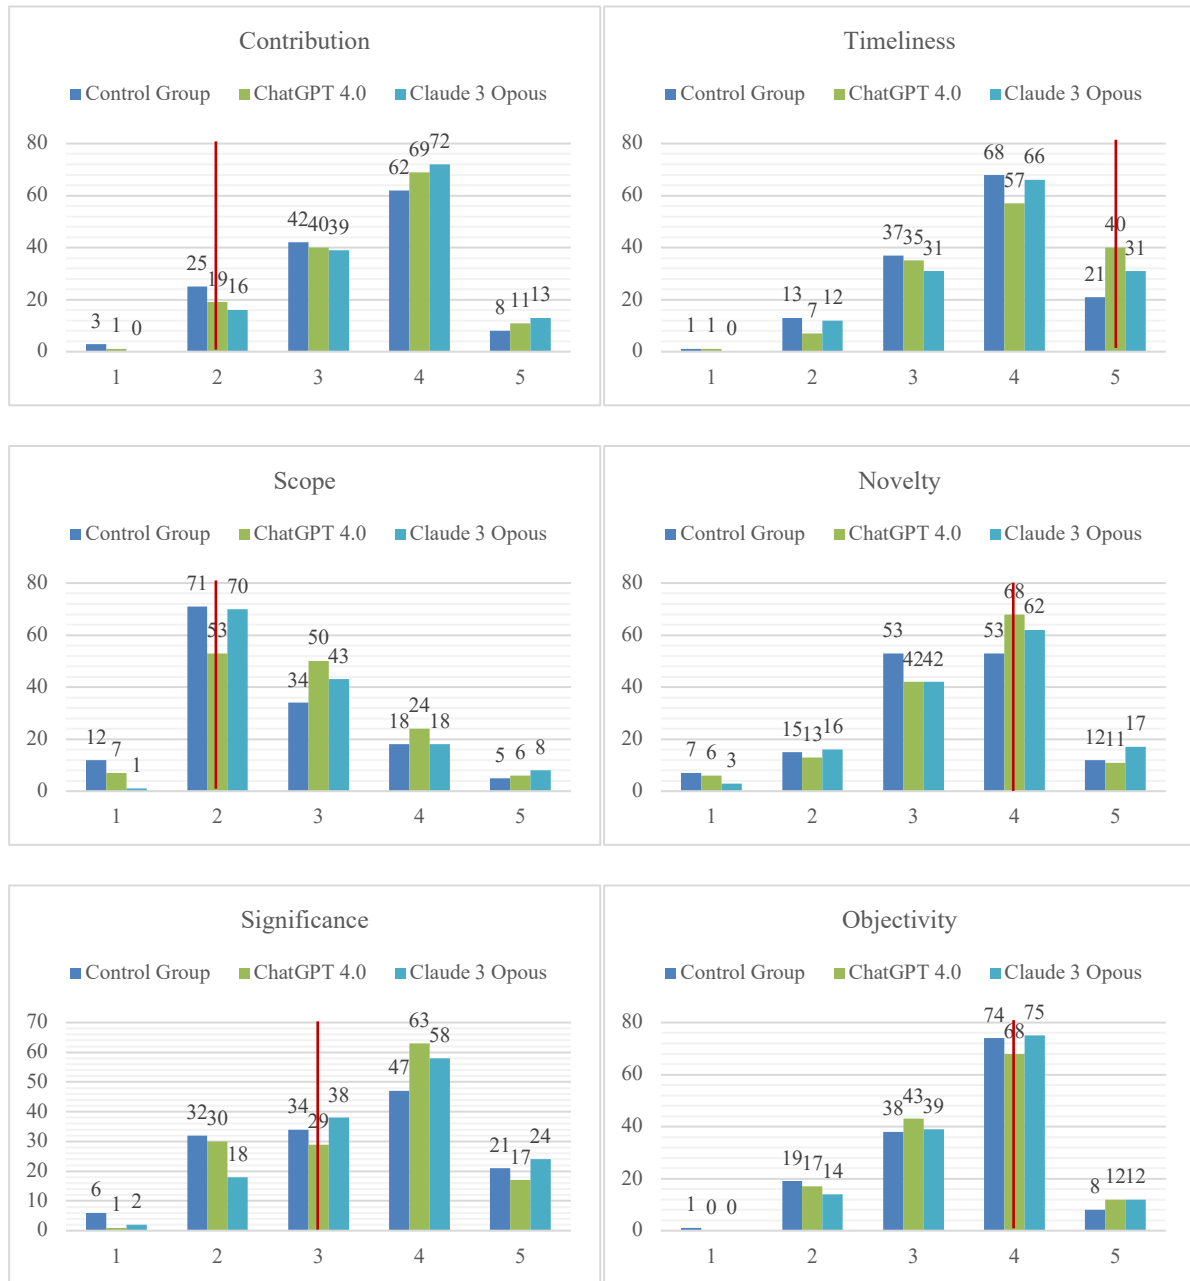 Contribution
Control Group ChatGPT 4.0 Claude 3 Opous
80
60
40
20
0
3 1 0
25 19 16
42 40 39
62 69 72
8 11 13
1 2 3 4 5
Timeliness
Control Group ChatGPT 4.0 Claude 3 Opous
80
60
40
20
0
1 1 0
13 7 12
37 35 31
68 57 66
21 40 31
1 2 3 4 5
Scope
Control Group ChatGPT 4.0 Claude 3 Opous
80
60
40
20
0
12 7 1
71 53 70
34 50 43
18 24 18
5 6 8
1 2 3 4 5
Novelty
Control Group ChatGPT 4.0 Claude 3 Opous
80
60
40
20
0
7 6 3
15 13 16
53 42 42
53 68 62
12 11 17
1 2 3 4 5
Significance
Control Group ChatGPT 4.0 Claude 3 Opous
70
60
50
40
30
20
10
0
6 1 2
32 30 18
34 29 38
47 63 58
21 17 24
1 2 3 4 5
Objectivity
Control Group ChatGPT 4.0 Claude 3 Opous
80
60
40
20
0
1 0 0
19 17 14
38 43 39
74 68 75
8 12 12
1 2 3 4 5